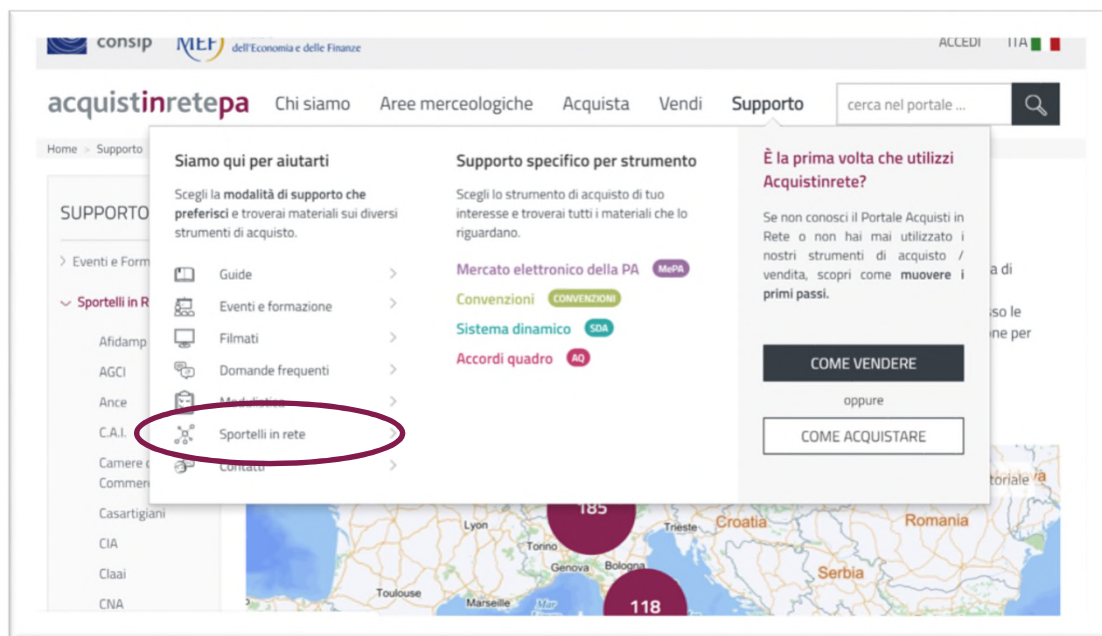 consip
MEF
dell'Economia e delle Finanze
ACCEDI
ITA
acquistinretepa
Chi siamo
Aree merceologiche
Acquista
Vendi
Supporto
cerca nel portale ...
Home > Supporto
SUPPORTO
Eventi e Form
Sportelli in R
Afidamp
AGCI
Ance
C.A.I.
Camere
Commer
Casartigiani
CIA
Claai
CNA
Siamo qui per aiutarti
Scegli la modalità di supporto che
preferisci e troverai materiali sui diversi
strumenti di acquisto.
Guide
Eventi e formazione
Filmati
Domande frequenti
Modulistica
Sportelli in rete
Contatti
Supporto specifico per strumento
Scegli lo strumento di acquisto di tuo
interesse e troverai tutti i materiali che lo
riguardano.
Mercato elettronico della PA MePA
Convenzioni CONVENZIONI
Sistema dinamico SDA
Accordi quadro AQ
È la prima volta che utilizzi
Acquistinrete?
Se non conosci il Portale Acquisti in
Rete o non hai mai utilizzato i
nostri strumenti di acquisto /
vendita, scopri come muovere i
primi passi.
COME VENDERE
oppure
COME ACQUISTARE
a di
sso le
one per
toriale
185
118
Lyon
Torino
Genova
Bologna
Trieste
Croatia
Romania
Serbia
Toulouse
Marseille
Mar